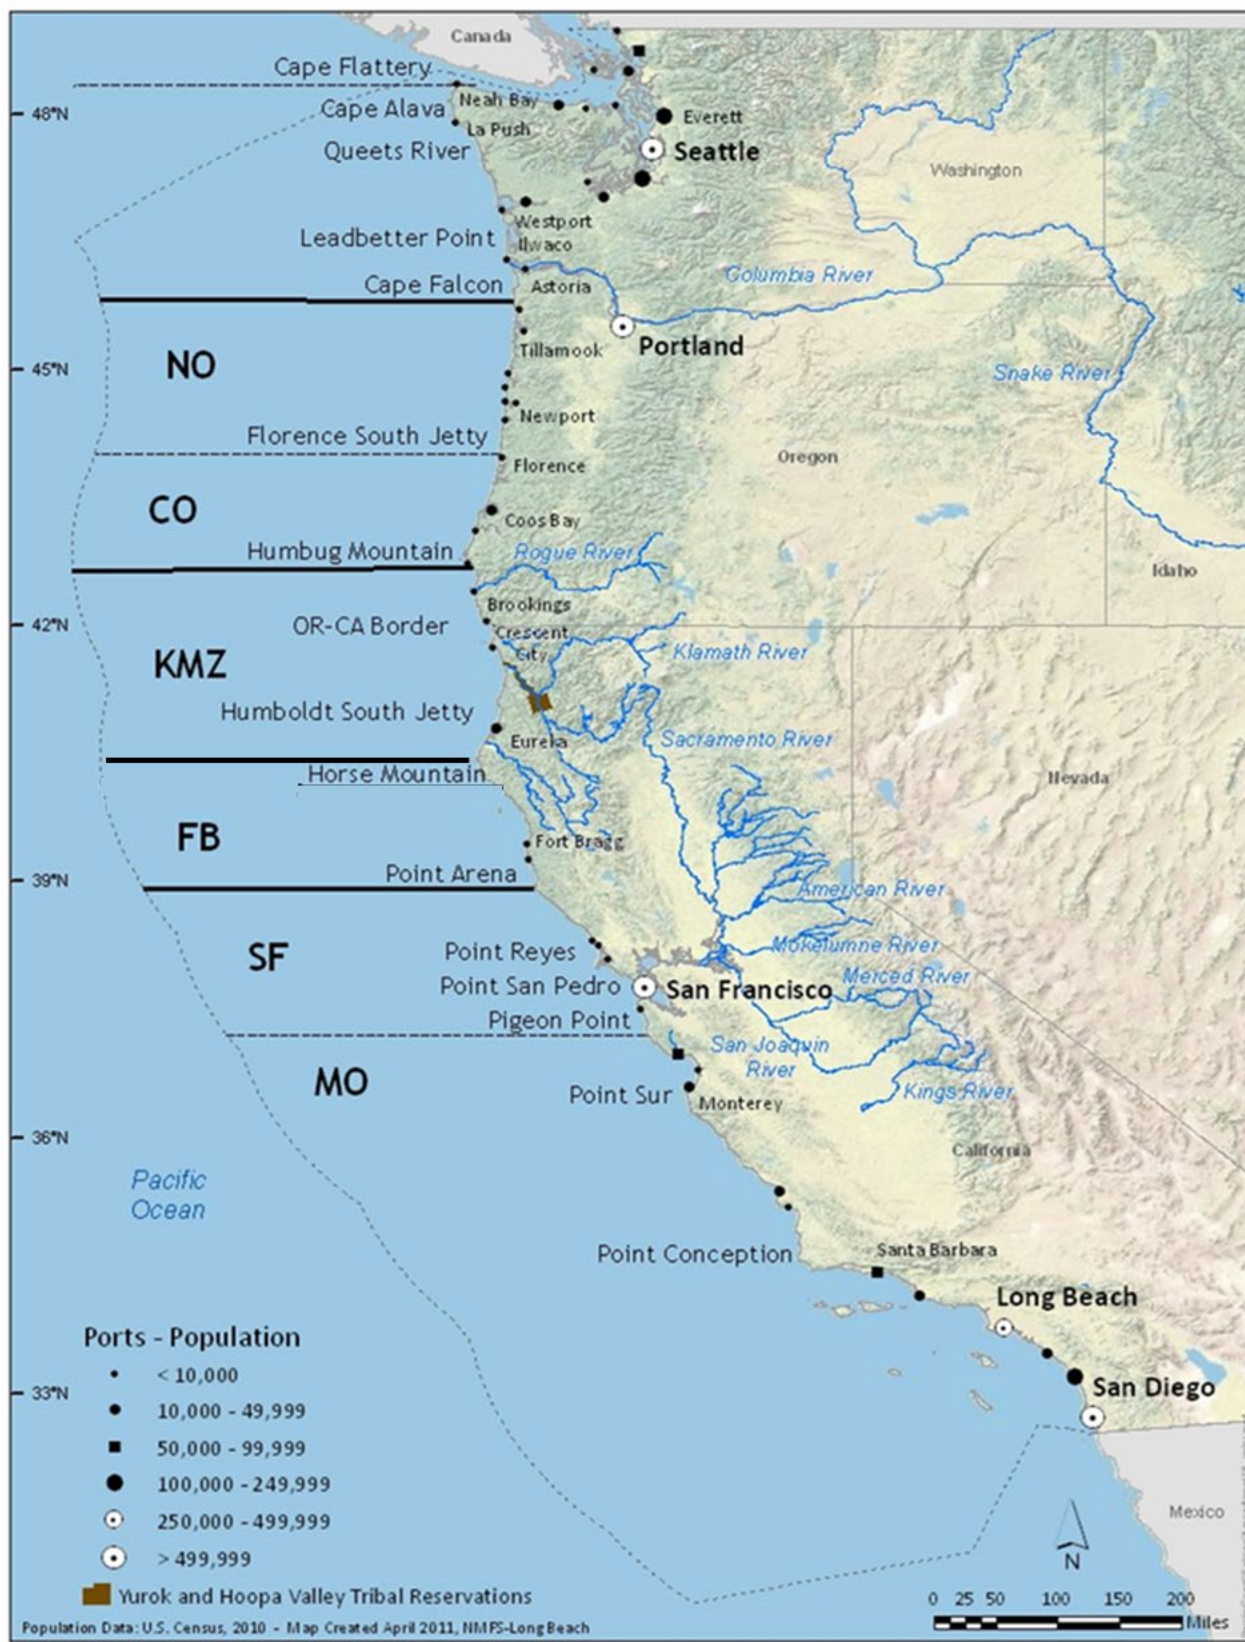 Canada
Cape Flattery
Neah Bay
Cape Alava
48°N
Everett
La Push
Queets River
Seattle
Washington
Westport
Leadbetter Point
Ilwaco
Columbia River
Cape Falcon
Astoria
Portland
Tillamook
NO
45°N
Snake River
Newport
Florence South Jetty
Oregon
Florence
CO
Coos Bay
Humbug Mountain
Rogue River
Idaho
Brookings
OR-CA Border
42°N
Crescent
City
Klamath River
KMZ
Humboldt South Jetty
Eureka
Sacramento River
Horse Mountain
Nevada
FB
Fort Bragg
Point Arena
39°N
American River
Mokelumne River
SF
Point Reyes
Merced River
Point San Pedro
San Francisco
Pigeon Point
San Joaquin
River
MO
Point Sur
Kings River
Monterey
36°N
California
Pacific
Ocean
Point Conception
Santa Barbara
Long Beach
33°N
San Diego
Mexico
Ports - Population
< 10,000
10,000 - 49,999
50,000 - 99,999
100,000 - 249,999
250,000 - 499,999
> 499,999
Yurok and Hoopa Valley Tribal Reservations
N
0 25 50 100 150 200
Miles
Population Data: U.S. Census, 2010 - Map Created April 2011, NMFS-Long Beach